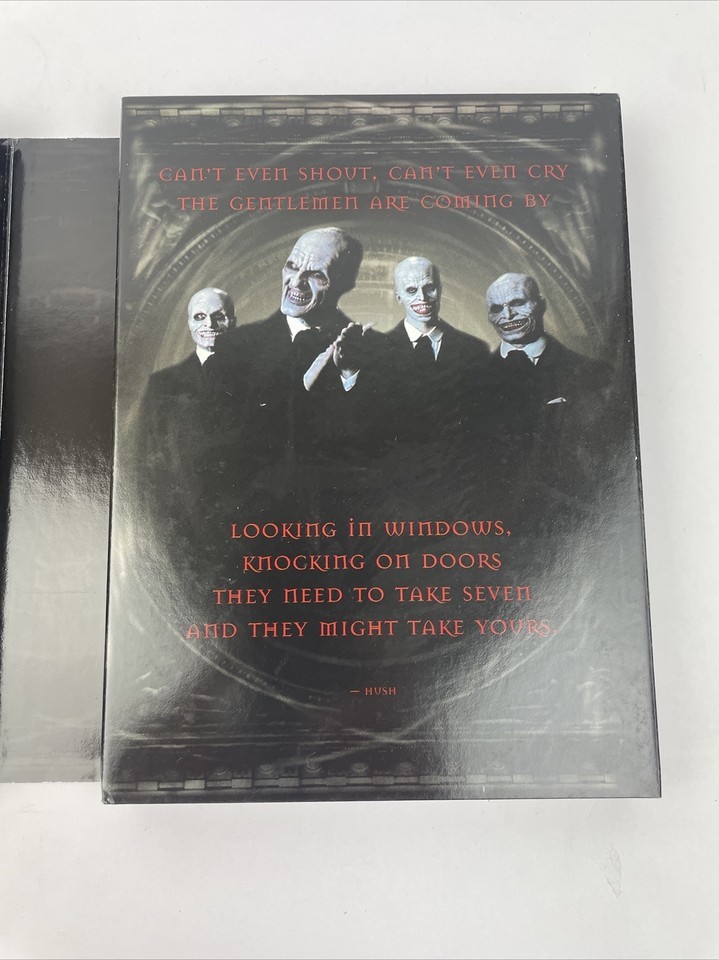 CAN'T EVEN SHOUT, CAN'T EVEN CRY
THE GENTLEMEN ARE COMING BY
LOOKING IN WINDOWS,
KNOCKING ON DOORS
THEY NEED TO TAKE SEVEN
AND THEY MIGHT TAKE YOURS.
— HUSH